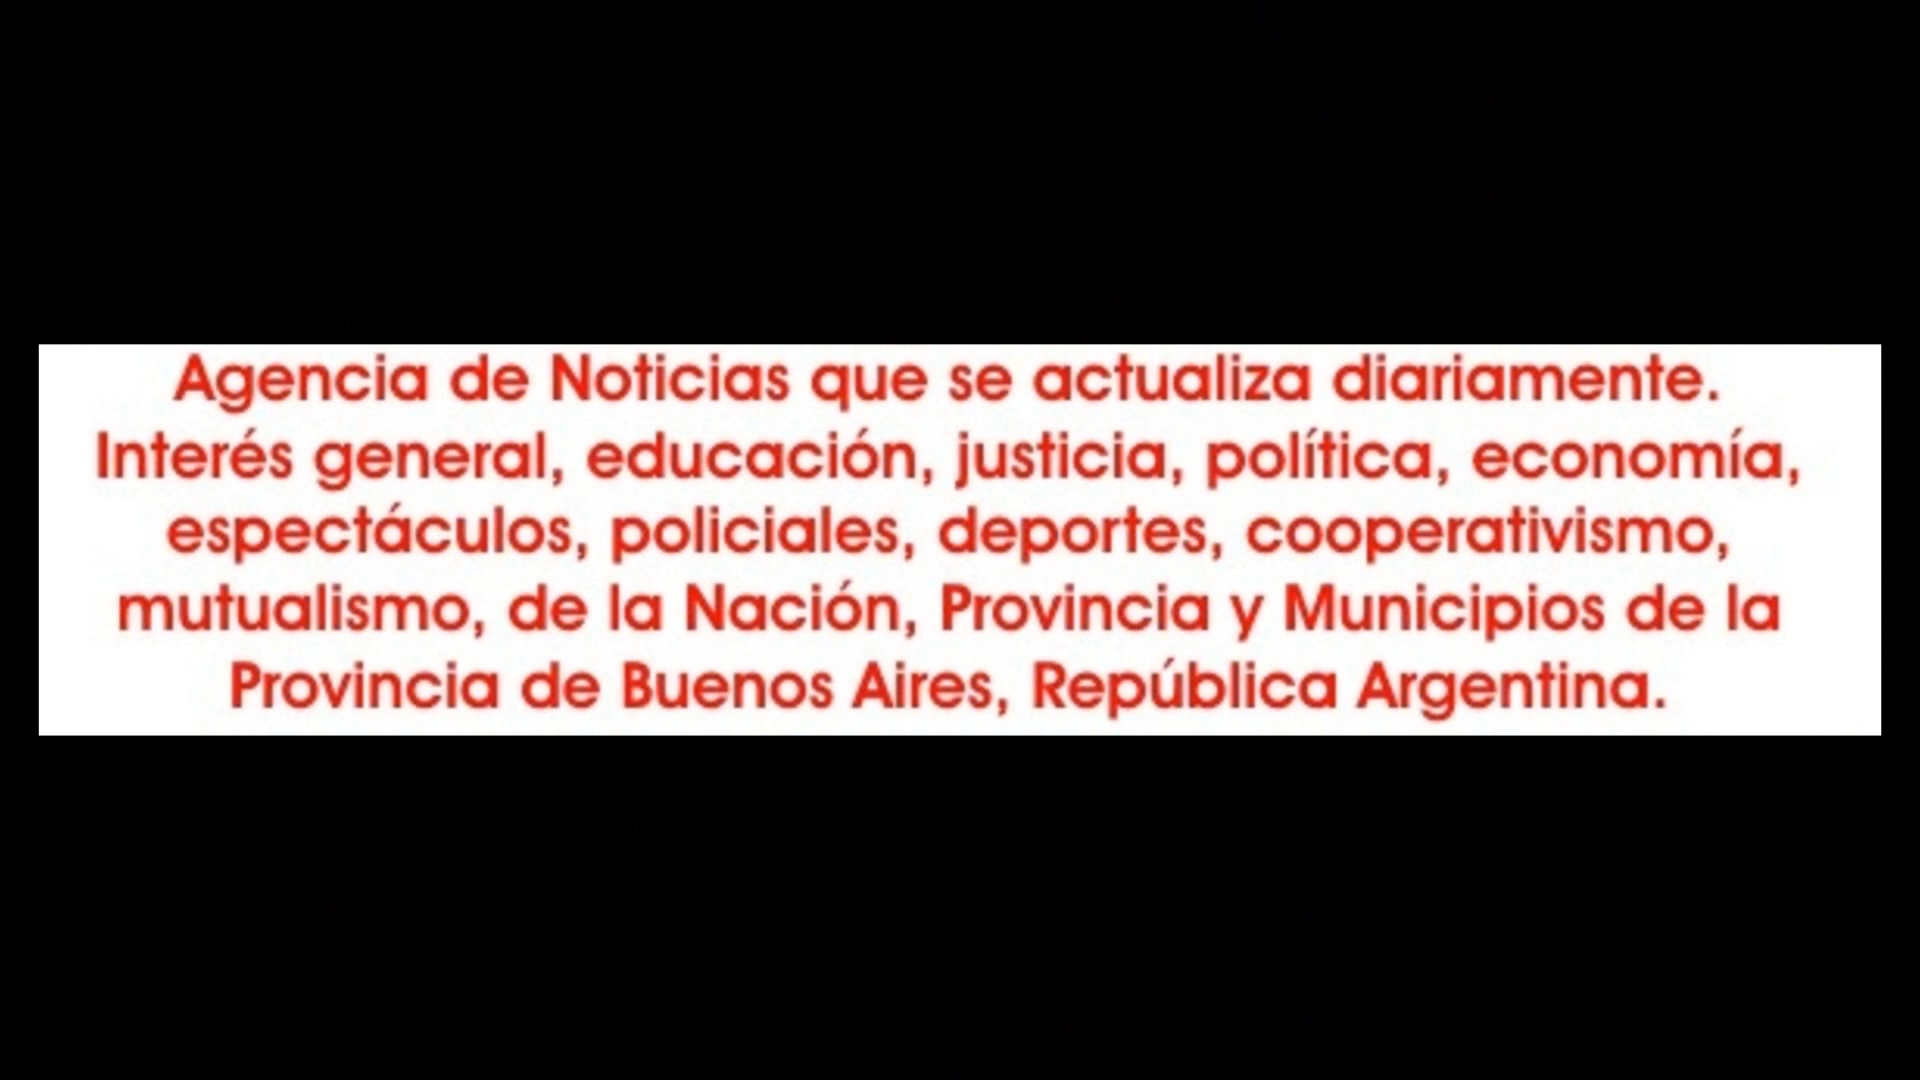 Agencia de Noticias que se actualiza diariamente.
Interés general, educación, justicia, política, economía,
espectáculos, policiales, deportes, cooperativismo,
mutualismo, de la Nación, Provincia y Municipios de la
Provincia de Buenos Aires, República Argentina.